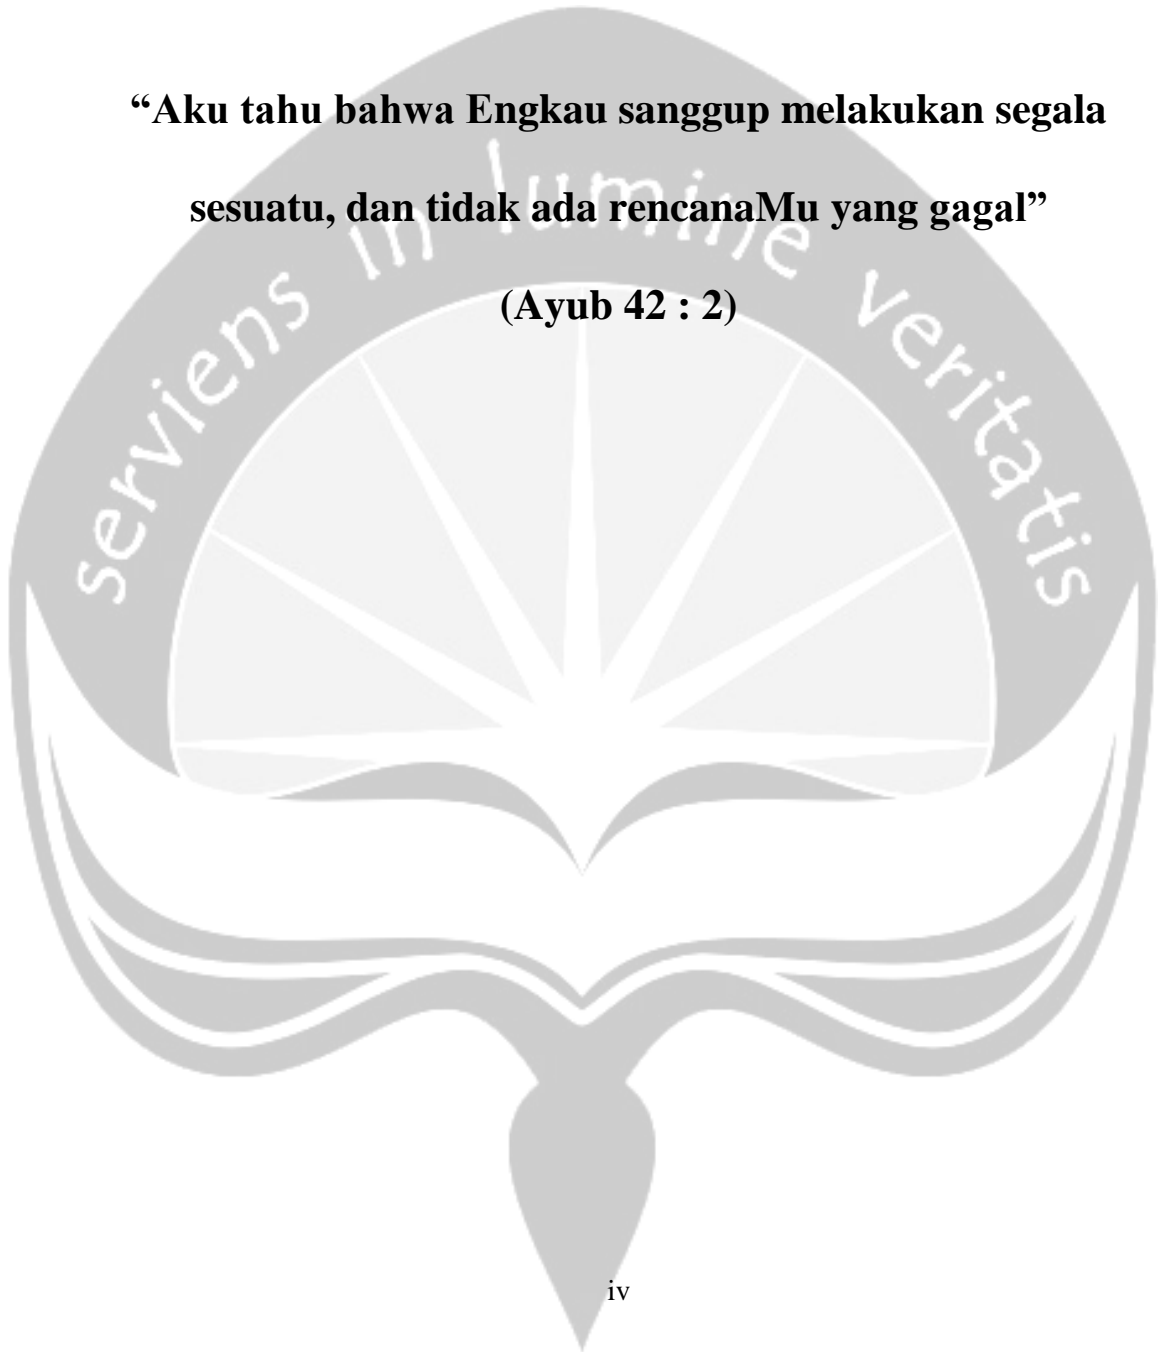 “Aku tahu bahwa Engkau sanggup melakukan segala
sesuatu, dan tidak ada rencanaMu yang gagal”
(Ayub 42 : 2)
serviens in lumine veritatis
iv